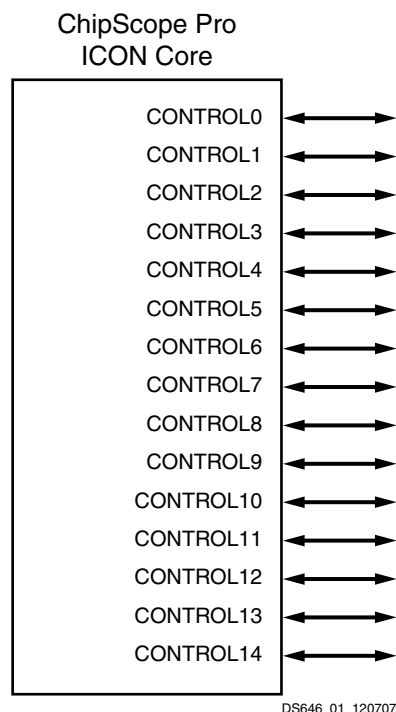 ChipScope Pro
ICON Core
CONTROL0
CONTROL1
CONTROL2
CONTROL3
CONTROL4
CONTROL5
CONTROL6
CONTROL7
CONTROL8
CONTROL9
CONTROL10
CONTROL11
CONTROL12
CONTROL13
CONTROL14
DS646_01_120707